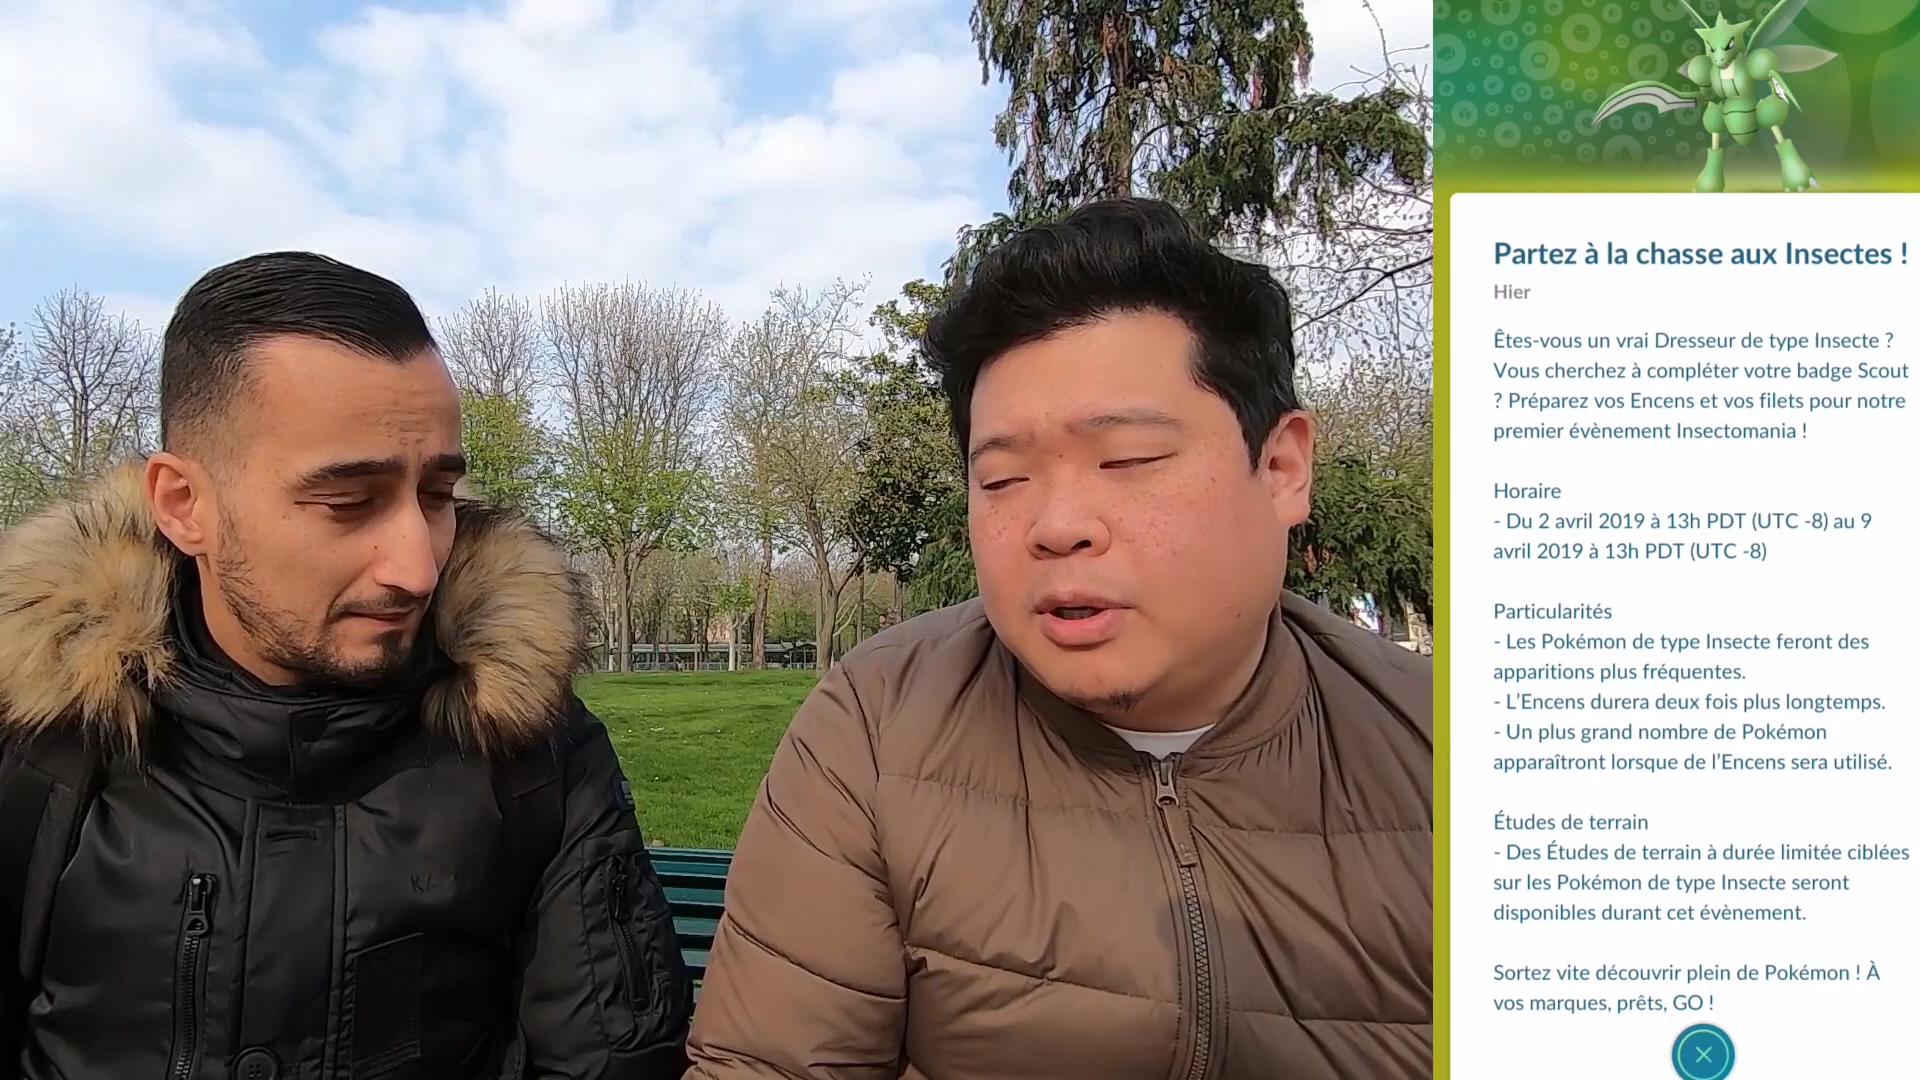 Partez à la chasse aux Insectes !
Hier
Êtes-vous un vrai Dresseur de type Insecte ?
Vous cherchez à compléter votre badge Scout
? Préparez vos Encens et vos filets pour notre
premier évènement Insectomania !
Horaire
- Du 2 avril 2019 à 13h PDT (UTC -8) au 9
avril 2019 à 13h PDT (UTC -8)
Particularités
- Les Pokémon de type Insecte feront des
apparitions plus fréquentes.
- L’Encens durera deux fois plus longtemps.
- Un plus grand nombre de Pokémon
apparaîtront lorsque de l’Encens sera utilisé.
Études de terrain
- Des Études de terrain à durée limitée ciblées
sur les Pokémon de type Insecte seront
disponibles durant cet évènement.
Sortez vite découvrir plein de Pokémon ! À
vos marques, prêts, GO !